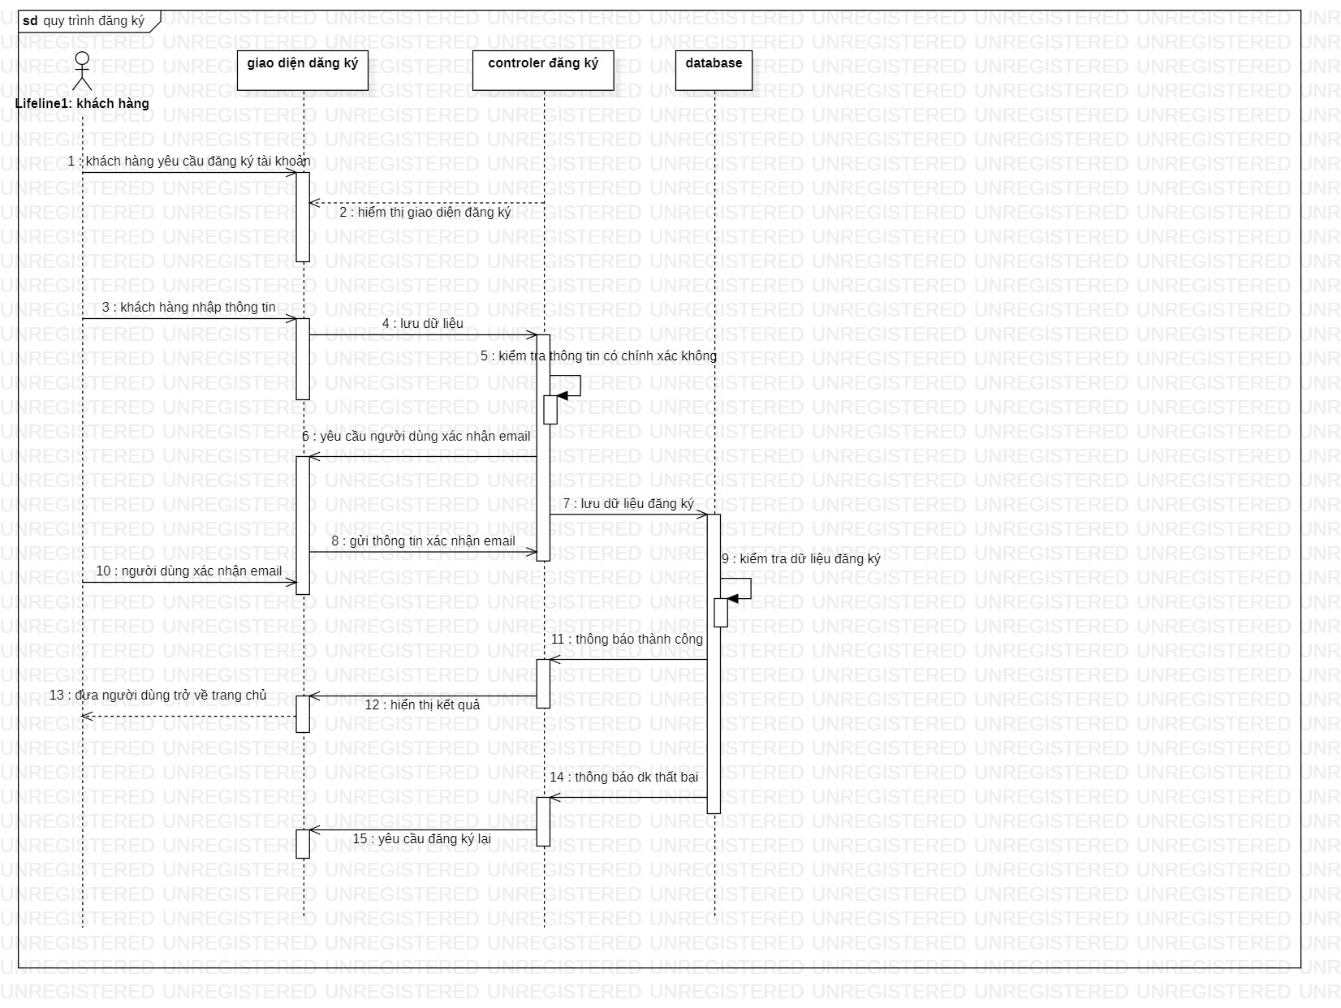 sd quy trình đăng ký
giao diện dăng ký
controler đăng ký
database
Lifeline1: khách hàng
1 : khách hàng yêu cầu đăng ký tài khoản
2 : hiểm thị giao diện đăng ký
3 : khách hàng nhập thông tin
4 : lưu dữ liệu
5 : kiểm tra thông tin có chính xác không
6 : yêu cầu người dùng xác nhận email
7 : lưu dữ liệu đăng ký
8 : gửi thông tin xác nhận email
9 : kiểm tra dữ liệu đăng ký
10 : người dùng xác nhận email
11 : thông báo thành công
12 : hiển thị kết quả
13 : đưa người dùng trở về trang chủ
14 : thông báo dk thất bại
15 : yêu cầu đăng ký lại
UNREGISTERED